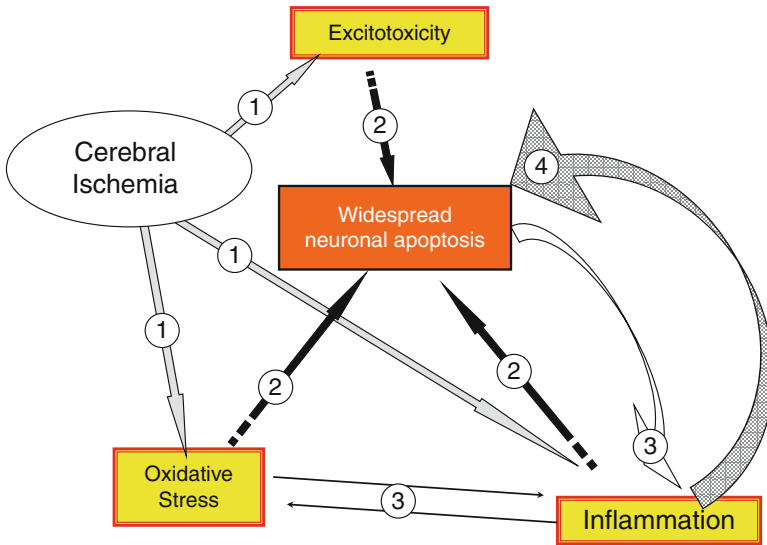 Excitotoxicity
1
2
4
Cerebral
Ischemia
Widespread
neuronal apoptosis
1
1
2
2
3
Oxidative
Stress
3
Inflammation